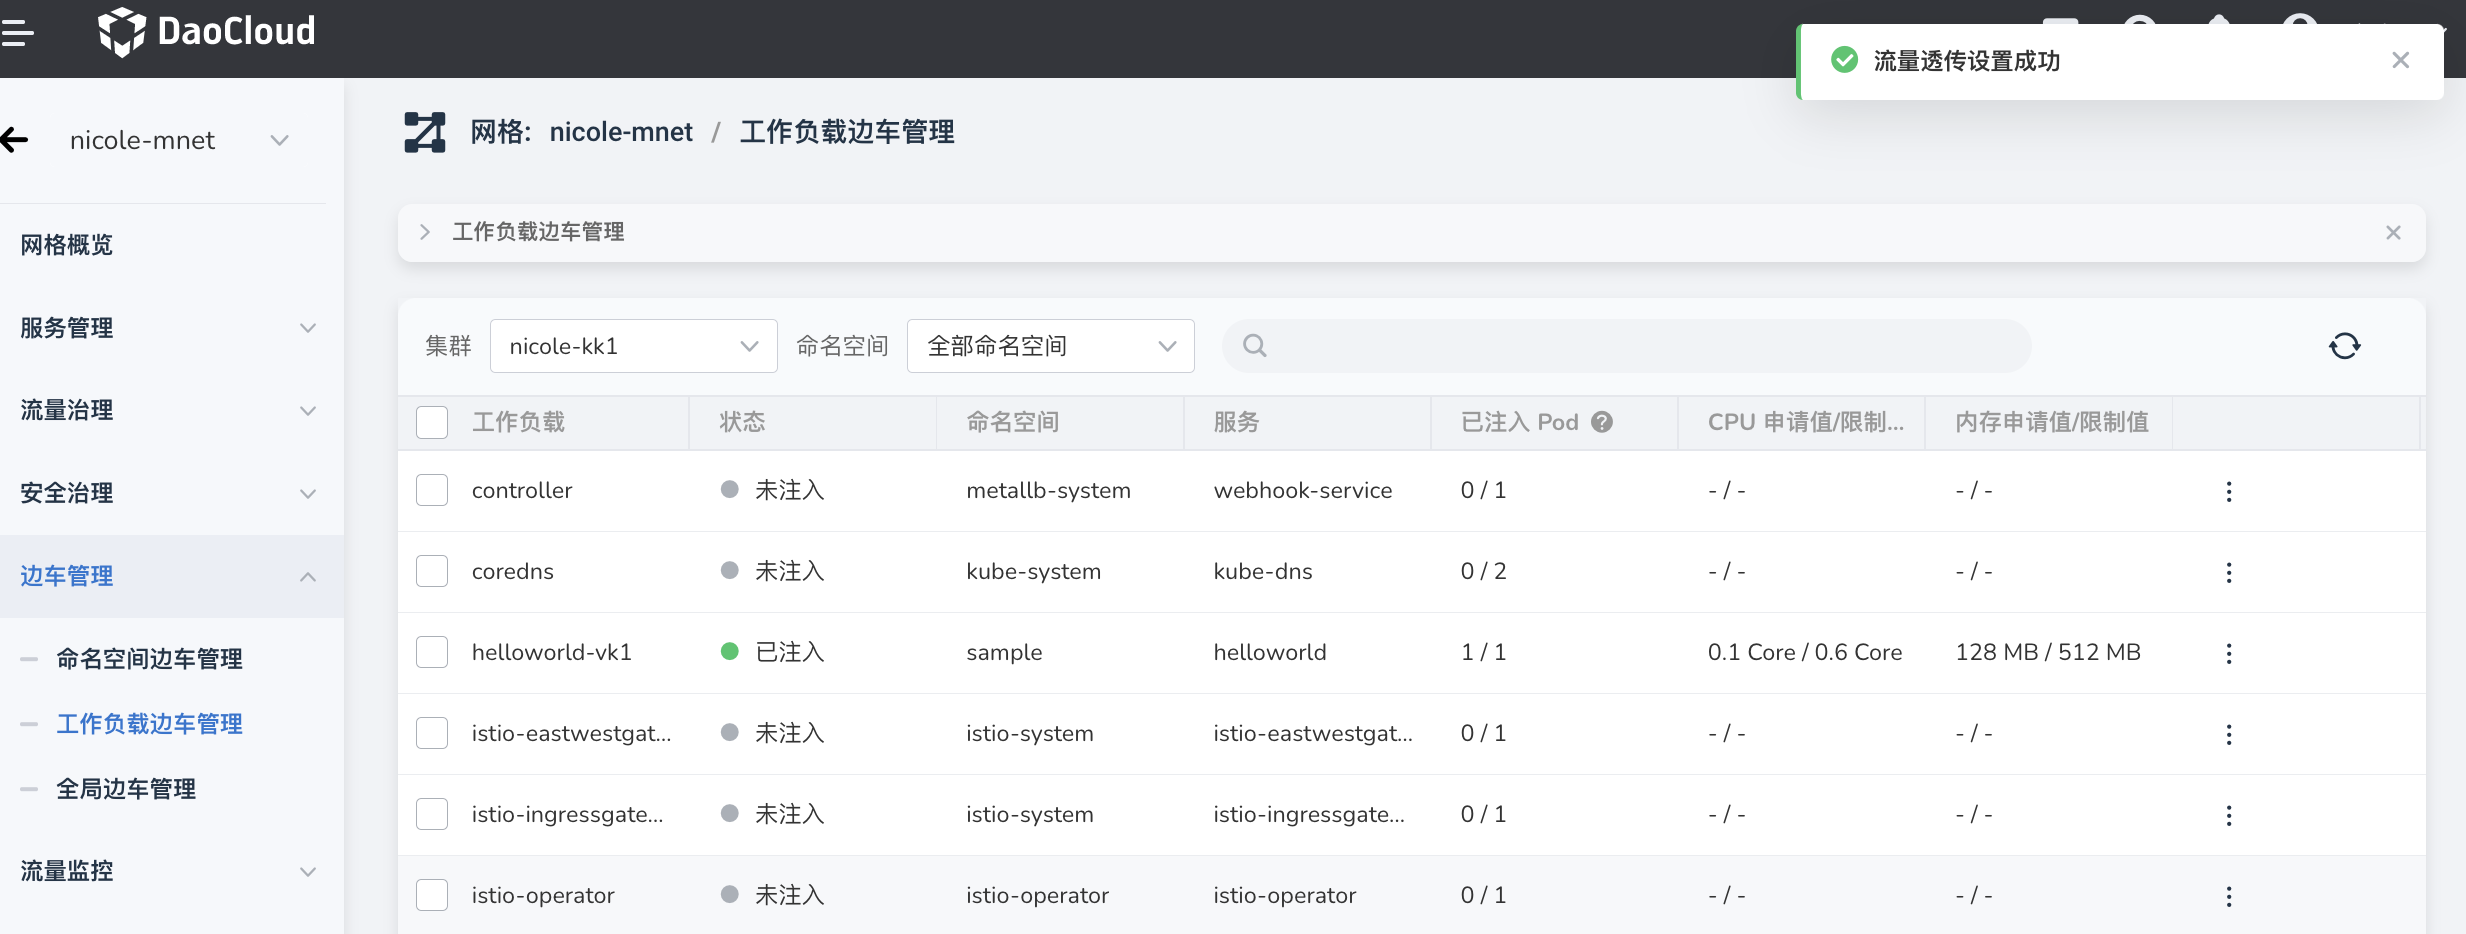 DaoCloud
流量透传设置成功
nicole-mnet
网格： nicole-mnet / 工作负载边车管理
工作负载边车管理
网格概览
服务管理
流量治理
安全治理
边车管理
命名空间边车管理
工作负载边车管理
全局边车管理
流量监控
集群 nicole-kk1 命名空间 全部命名空间
工作负载 状态 命名空间 服务 已注入 Pod CPU 申请值/限制... 内存申请值/限制值
controller 未注入 metallb-system webhook-service 0 / 1 - / - - / -
coredns 未注入 kube-system kube-dns 0 / 2 - / - - / -
helloworld-vk1 已注入 sample helloworld 1 / 1 0.1 Core / 0.6 Core 128 MB / 512 MB
istio-eastwestgat... 未注入 istio-system istio-eastwestgat... 0 / 1 - / - - / -
istio-ingressgate... 未注入 istio-system istio-ingressgate... 0 / 1 - / - - / -
istio-operator 未注入 istio-operator istio-operator 0 / 1 - / - - / -